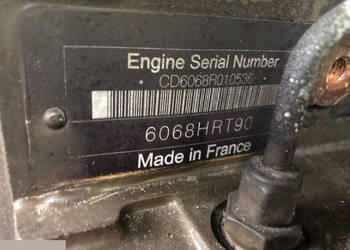 Engine Serial Number
CD6068R010536
6068HRT90
Made in France